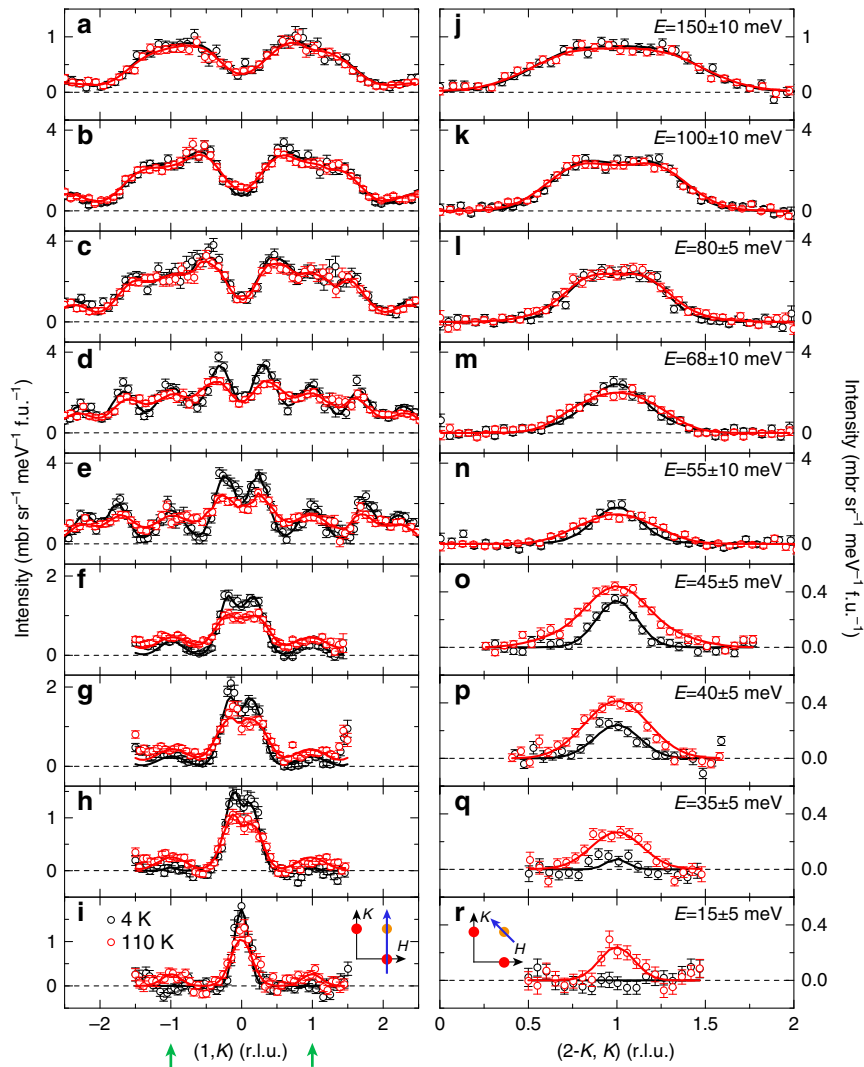 a
j
E=150±10 meV
1
0
1
0
b
k
E=100±10 meV
4
0
4
0
c
l
E=80±5 meV
4
0
0
d
m
E=68±10 meV
4
0
4
0
e
n
E=55±10 meV
4
0
4
0
f
o
E=45±5 meV
2
0
0.4
0.0
g
p
E=40±5 meV
2
0
0.4
0.0
h
q
E=35±5 meV
1
0
0.4
0.0
i
r
E=15±5 meV
4 K
110 K
K
H
K
H
1
0
0.4
0.0
−2
−1
0
1
2
0
0.5
1
1.5
2
(1,K) (r.l.u.)
(2-K, K) (r.l.u.)
Intensity (mbr sr⁻¹ meV⁻¹ f.u.⁻¹)
Intensity (mbr sr⁻¹ meV⁻¹ f.u.⁻¹)